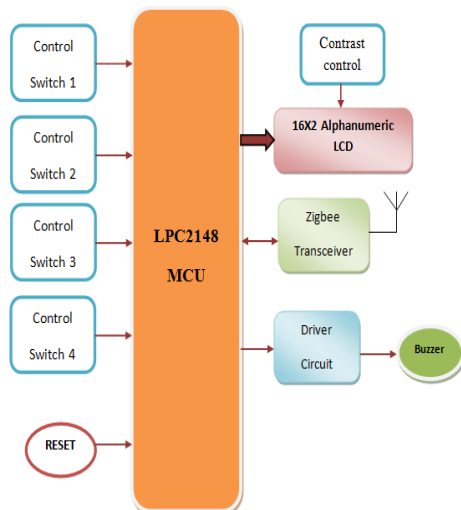 Control
Switch 1
Control
Switch 2
Control
Switch 3
Control
Switch 4
RESET
LPC2148
MCU
Contrast
control
16X2 Alphanumeric
LCD
Zigbee
Transceiver
Driver
Circuit
Buzzer